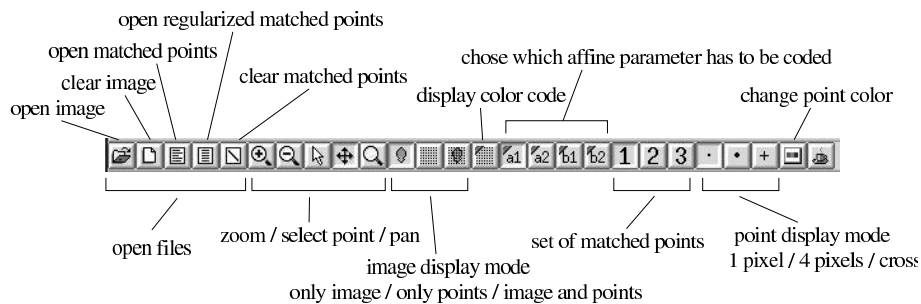 open regularized matched points
open matched points
clear image
open image
clear matched points
chose which affine parameter has to be coded
display color code
change point color
a1 a2 b1 b2 1 2 3
open files
zoom / select point / pan
image display mode
only image / only points / image and points
set of matched points
point display mode
1 pixel / 4 pixels / cross